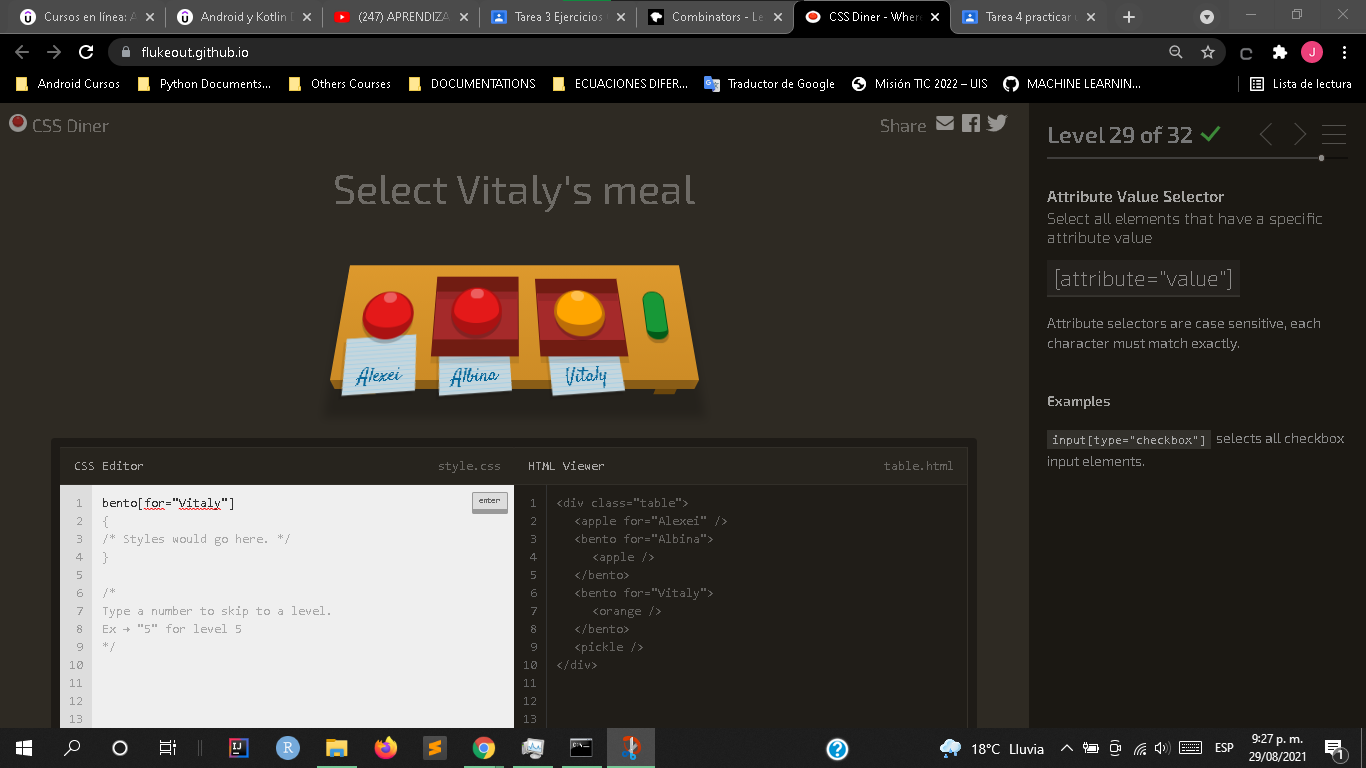 Cursos en línea: A
Android y Kotlin D
(247) APRENDIZA
Tarea 3 Ejercicios
Combinators - Le
CSS Diner - Where
Tarea 4 practicar
flukeout.github.io
J
Android Cursos
Python Documents...
Others Courses
DOCUMENTATIONS
ECUACIONES DIFER...
Traductor de Google
Misión TIC 2022 – UIS
MACHINE LEARNIN...
Lista de lectura
CSS Diner
Share
Select Vitaly's meal
Alexei
Albina
Vitaly
CSS Editor
style.css
HTML Viewer
table.html
enter
1 bento[for="Vitaly"]
2 {
3 /* Styles would go here. */
4 }
5
6 /*
7 Type a number to skip to a level.
8 Ex → "5" for level 5
9 */
10
11
12
13
1 <div class="table">
2 <apple for="Alexei" />
3 <bento for="Albina">
4 <apple />
5 </bento>
6 <bento for="Vitaly">
7 <orange />
8 </bento>
9 <pickle />
10 </div>
11
12
13
Level 29 of 32
Attribute Value Selector
Select all elements that have a specific
attribute value
[attribute="value"]
Attribute selectors are case sensitive, each
character must match exactly.
Examples
input[type="checkbox"] selects all checkbox
input elements.
IJ
R
18°C Lluvia
ESP
9:27 p. m.
29/08/2021
1